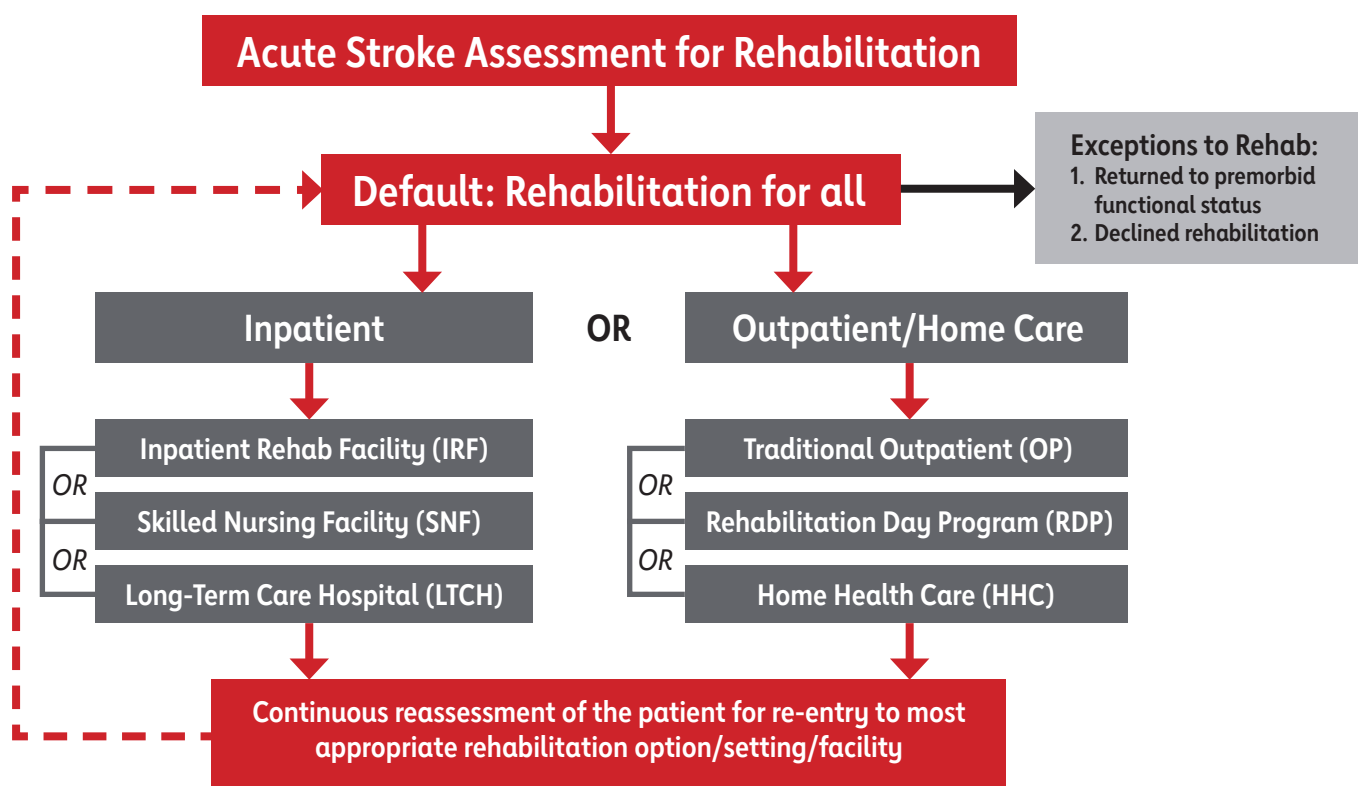 Acute Stroke Assessment for Rehabilitation
Default: Rehabilitation for all
Exceptions to Rehab:
1. Returned to premorbid
functional status
2. Declined rehabilitation
Inpatient
OR
Outpatient/Home Care
Inpatient Rehab Facility (IRF)
OR
Skilled Nursing Facility (SNF)
OR
Long-Term Care Hospital (LTCH)
Traditional Outpatient (OP)
OR
Rehabilitation Day Program (RDP)
OR
Home Health Care (HHC)
Continuous reassessment of the patient for re-entry to most
appropriate rehabilitation option/setting/facility